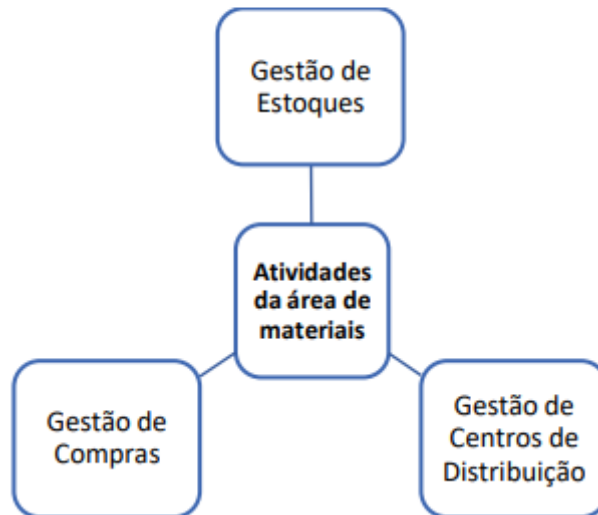 Gestão de
Estoques
Atividades
da área de
materiais
Gestão de
Compras
Gestão de
Centros de
Distribuição